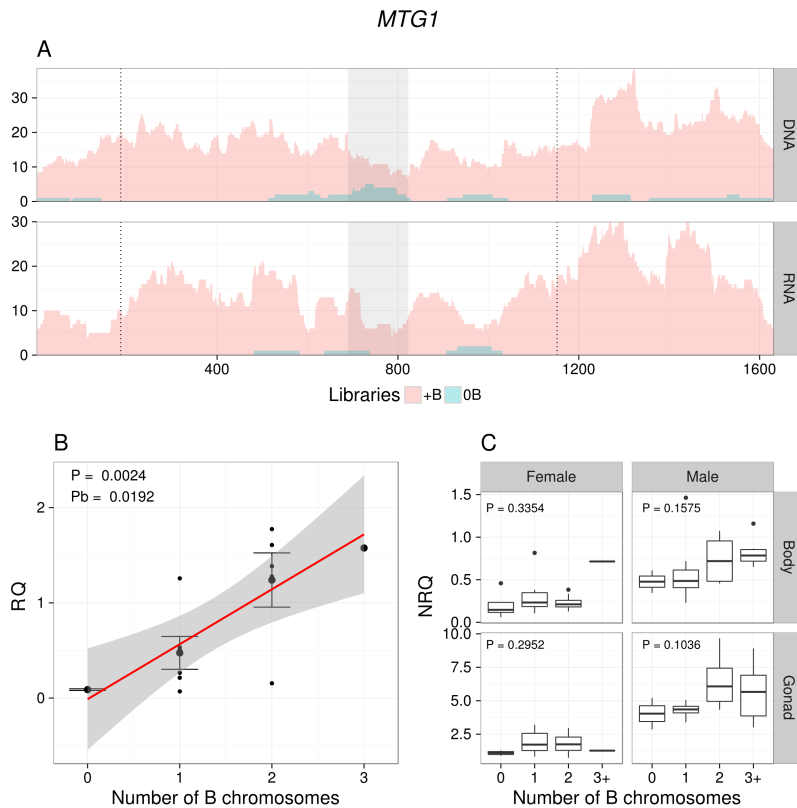 MTG1
A
30
20
10
0
DNA
30
20
10
0
RNA
400 800 1200 1600
Libraries +B 0B
B
P = 0.0024
Pb = 0.0192
2
1
0
RQ
0 1 2 3
Number of B chromosomes
C
Female Male
1.5
1.0
0.5
0.0
P = 0.3354 P = 0.1575
Body
NRQ
10.0
7.5
5.0
2.5
P = 0.2952 P = 0.1036
Gonad
0 1 2 3+ 0 1 2 3+
Number of B chromosomes